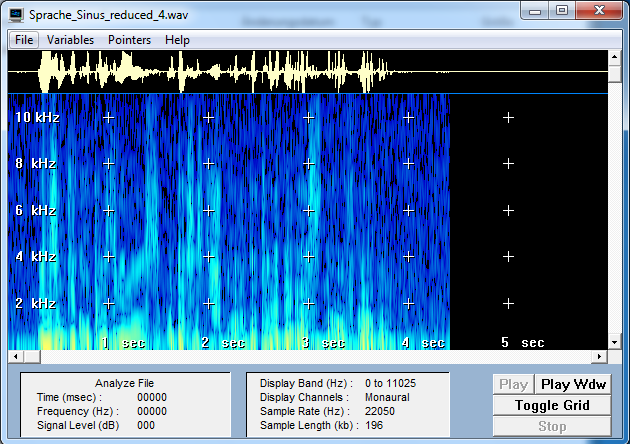 Sprache_Sinus_reduced_4.wav
File Variables Pointers Help
10 kHz
8 kHz
6 kHz
4 kHz
2 kHz
1 sec 2 sec 3 sec 4 sec 5 sec
Analyze File
Time (msec) : 00000
Frequency (Hz) : 00000
Signal Level (dB) 000
Display Band (Hz) : 0 to 11025
Display Channels : Monaural
Sample Rate (Hz) : 22050
Sample Length (kb) : 196
Play Play Wdw
Toggle Grid
Stop